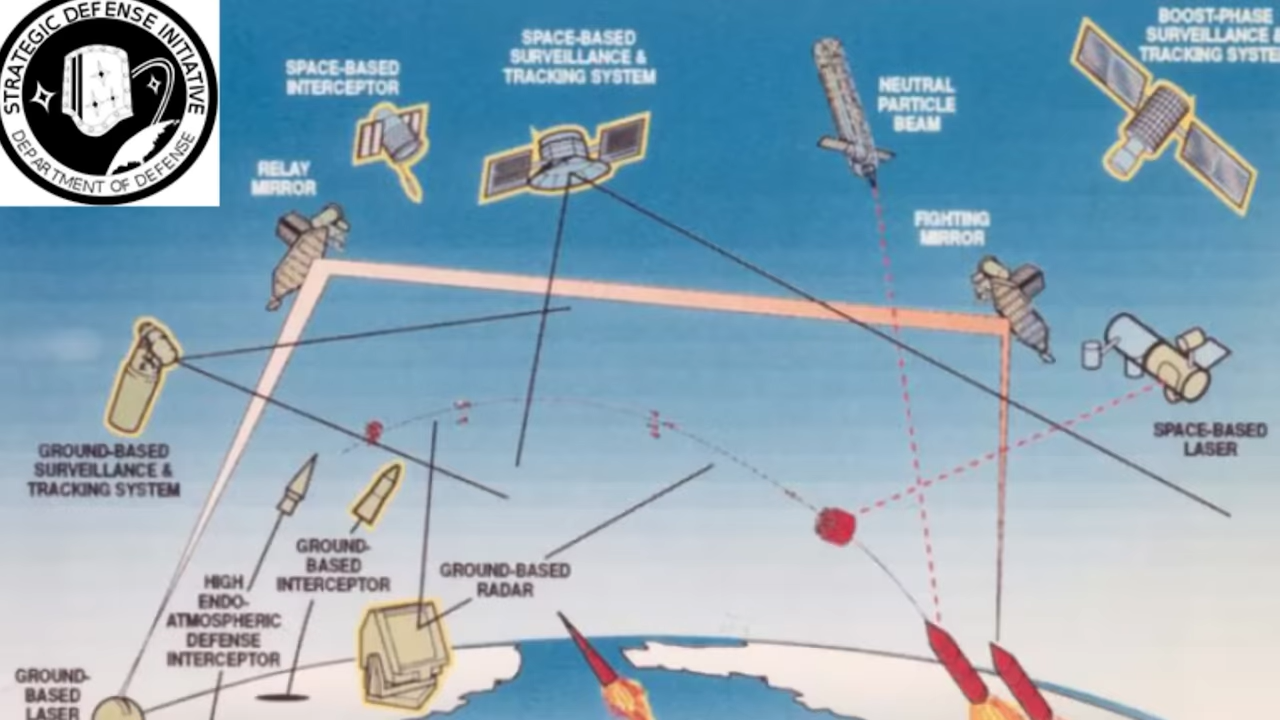 STRATEGIC DEFENSE INITIATIVE
DEPARTMENT OF DEFENSE
SPACE-BASED
INTERCEPTOR
SPACE-BASED
SURVEILLANCE &
TRACKING SYSTEM
NEUTRAL
PARTICLE
BEAM
BOOST-PHASE
SURVEILLANCE &
TRACKING SYSTE
RELAY
MIRROR
FIGHTING
MIRROR
SPACE-BASED
LASER
GROUND-BASED
SURVEILLANCE &
TRACKING SYSTEM
GROUND-
BASED
INTERCEPTOR
GROUND-BASED
RADAR
HIGH
ENDO-
ATMOSPHERIC
DEFENSE
INTERCEPTOR
GROUND-
BASED
LASER